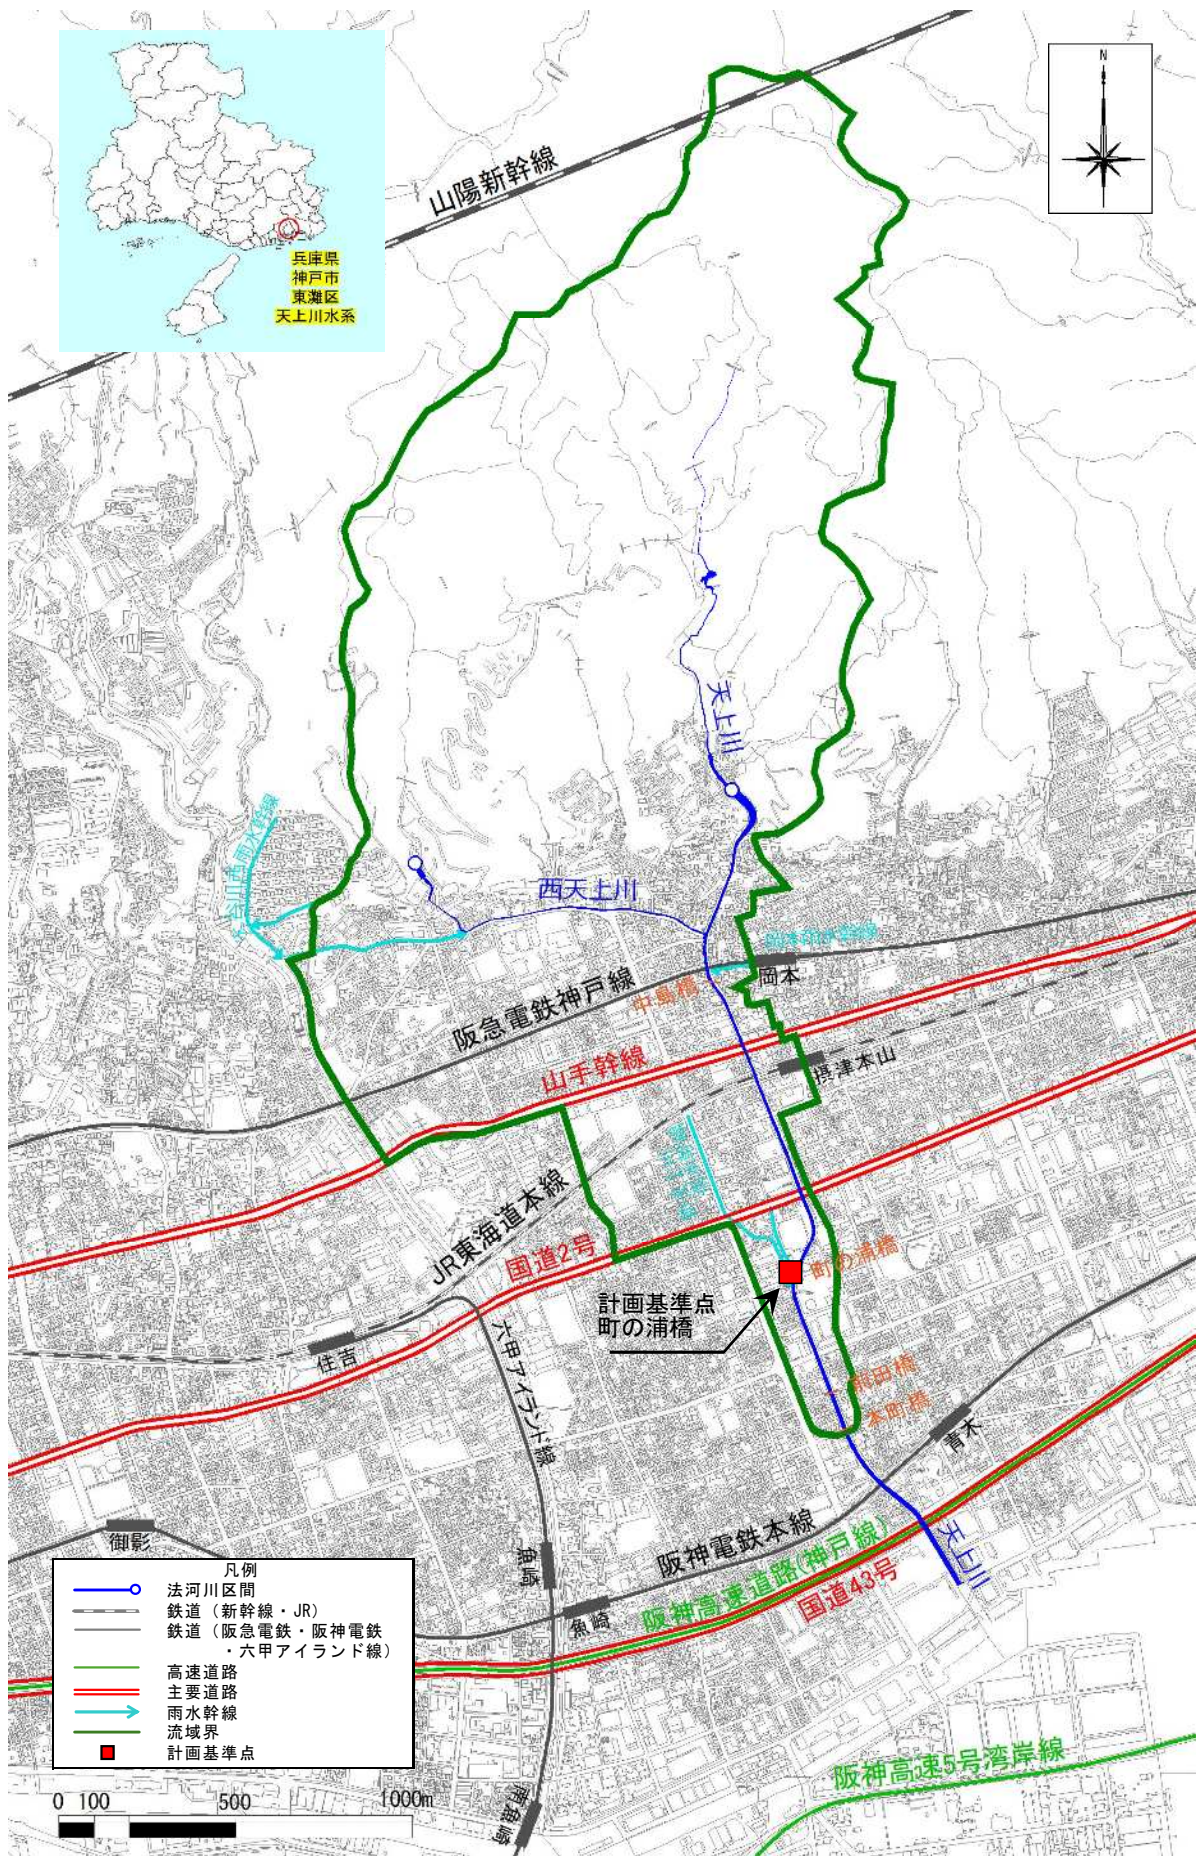 N
兵庫県
神戸市
東灘区
天上川水系
山陽新幹線
天上川
西天上川
岡本
中島橋
阪急電鉄神戸線
山手幹線
摂津本山
JR東海道本線
国道2号
町の浦橋
計画基準点
町の浦橋
住吉
六甲アイランド線
本町橋
青木
御影
魚崎
阪神電鉄本線
天上川
阪神高速道路(神戸線)
国道43号
魚崎
凡例
法河川区間
鉄道（新幹線・JR）
鉄道（阪急電鉄・阪神電鉄
・六甲アイランド線）
高速道路
主要道路
雨水幹線
流域界
計画基準点
阪神高速5号湾岸線
南魚崎
0 100 500 1000m